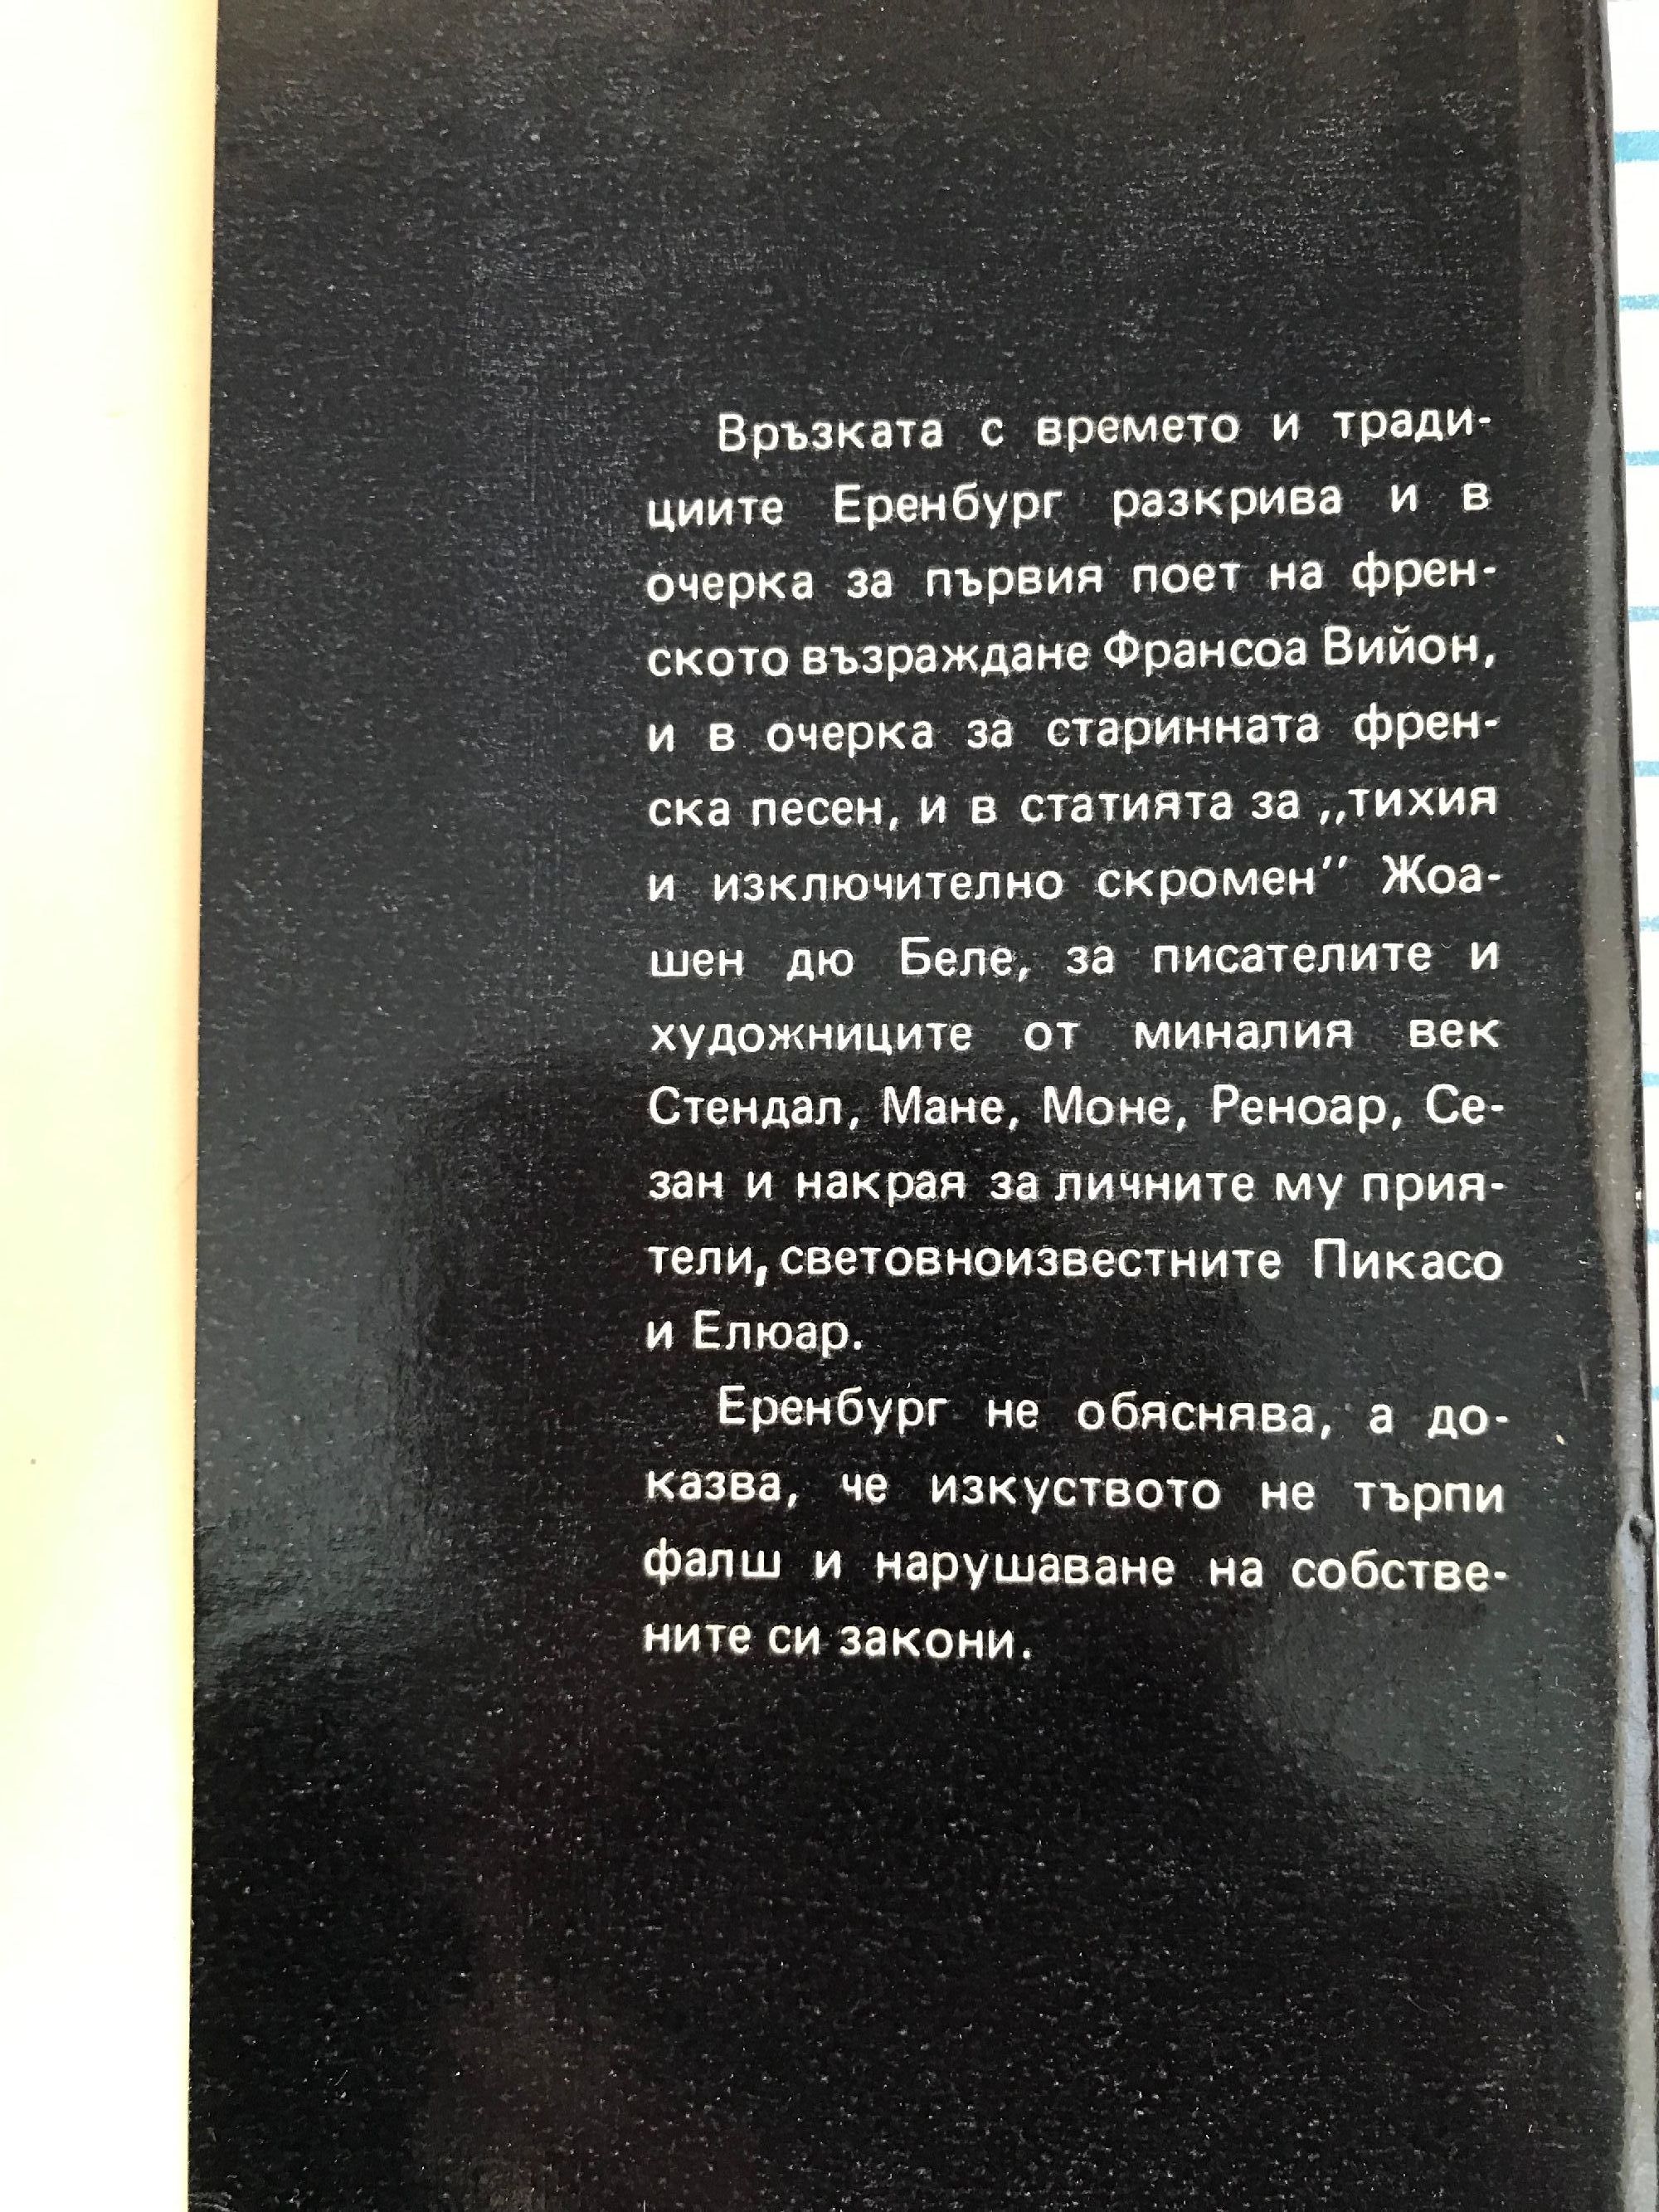 Връзката с времето и тради-
циите Еренбург разкрива и в
очерка за първия поет на френ-
ското възраждане Франсоа Вийон,
и в очерка за старинната френ-
ска песен, и в статията за „тихия
и изключително скромен” Жоа-
шен дю Беле, за писателите и
художниците от миналия век
Стендал, Мане, Моне, Реноар, Се-
зан и накрая за личните му прия-
тели, световноизвестните Пикасо
и Елюар.
Еренбург не обяснява, а до-
казва, че изкуството не търпи
фалш и нарушаване на собстве-
ните си закони.